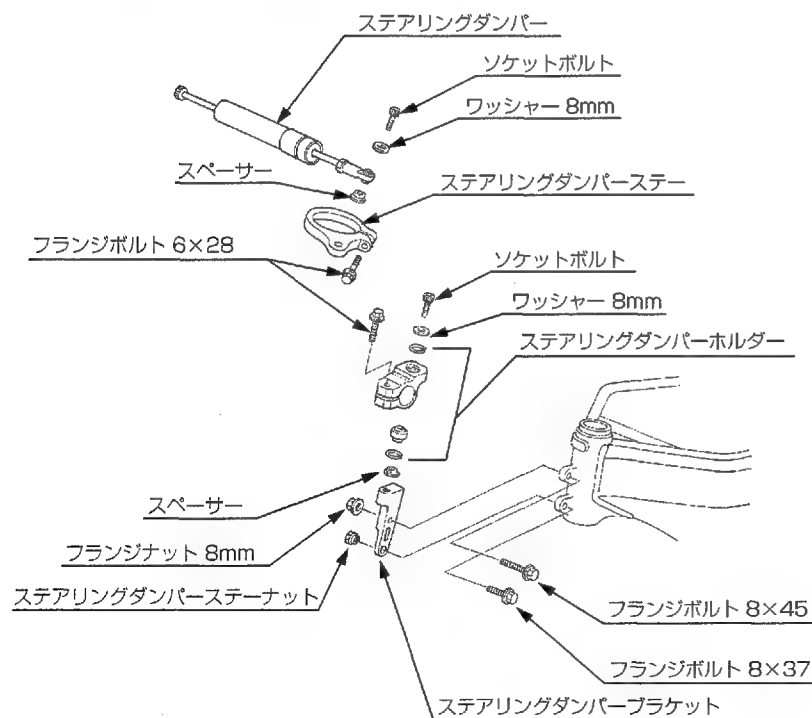 ステアリングダンパー
ソケットボルト
ワッシャー 8mm
スペーサー
ステアリングダンパーステー
フランジボルト 6×28
ソケットボルト
ワッシャー 8mm
ステアリングダンパーホルダー
スペーサー
フランジナット 8mm
ステアリングダンパーステーナット
フランジボルト 8×45
フランジボルト 8×37
ステアリングダンパーブラケット